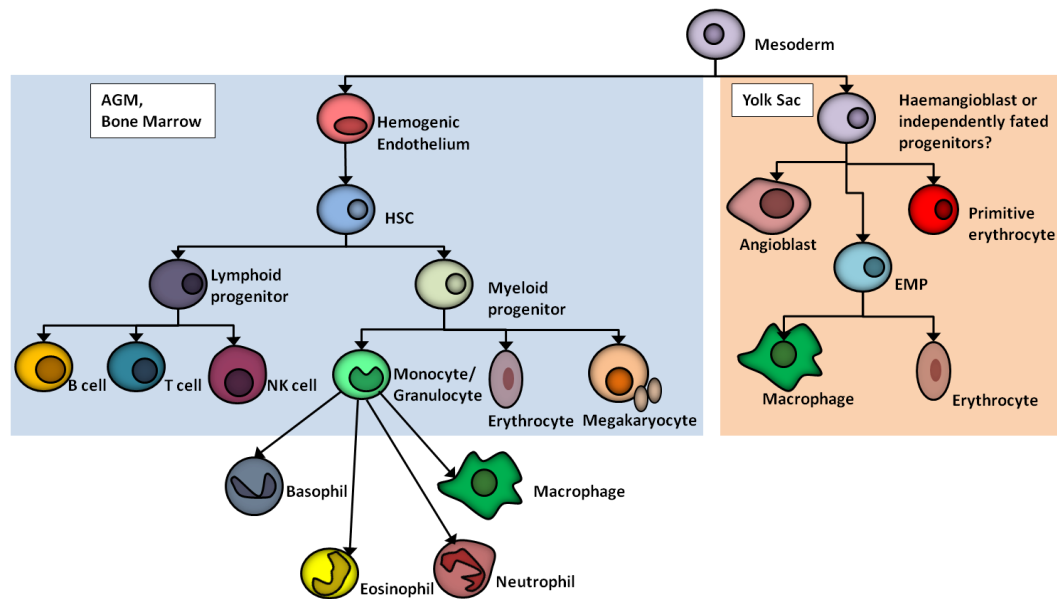 Mesoderm
AGM,
Bone Marrow
Hemogenic
Endothelium
HSC
Lymphoid
progenitor
Myeloid
progenitor
B cell
T cell
NK cell
Monocyte/
Granulocyte
Erythrocyte
Megakaryocyte
Basophil
Macrophage
Eosinophil
Neutrophil
Yolk Sac
Haemangioblast or
independently fated
progenitors?
Angioblast
Primitive
erythrocyte
EMP
Macrophage
Erythrocyte